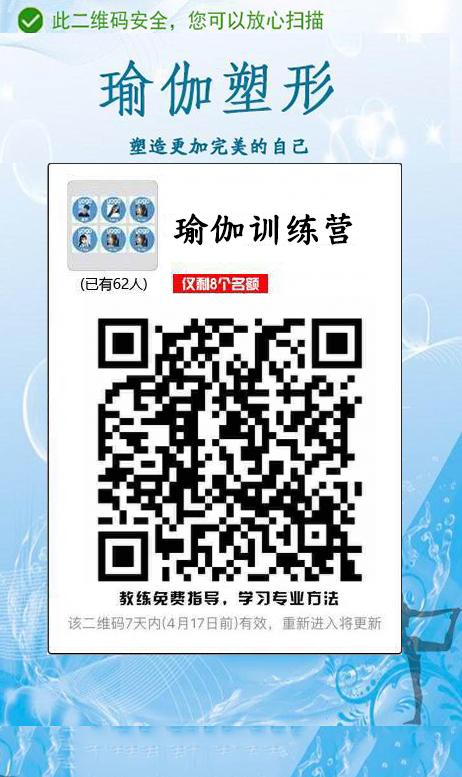 此二维码安全，您可以放心扫描
瑜伽塑形
塑造更加完美的自己
瑜伽训练营
(已有62人)
仅剩8个名额
教练免费指导，学习专业方法
该二维码7天内(4月17日前)有效，重新进入将更新